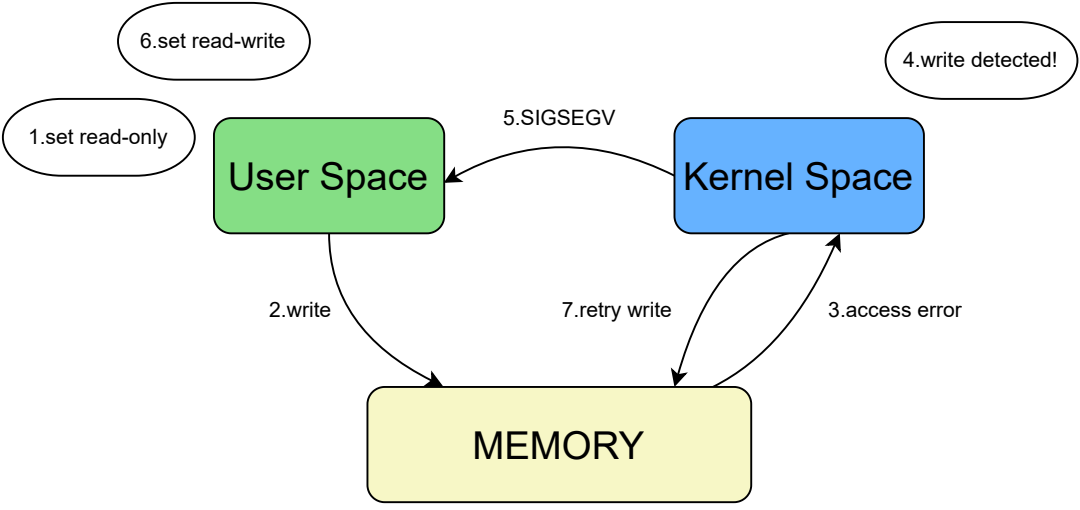 6.set read-write
4.write detected!
1.set read-only
5.SIGSEGV
User Space
Kernel Space
2.write
7.retry write
3.access error
MEMORY